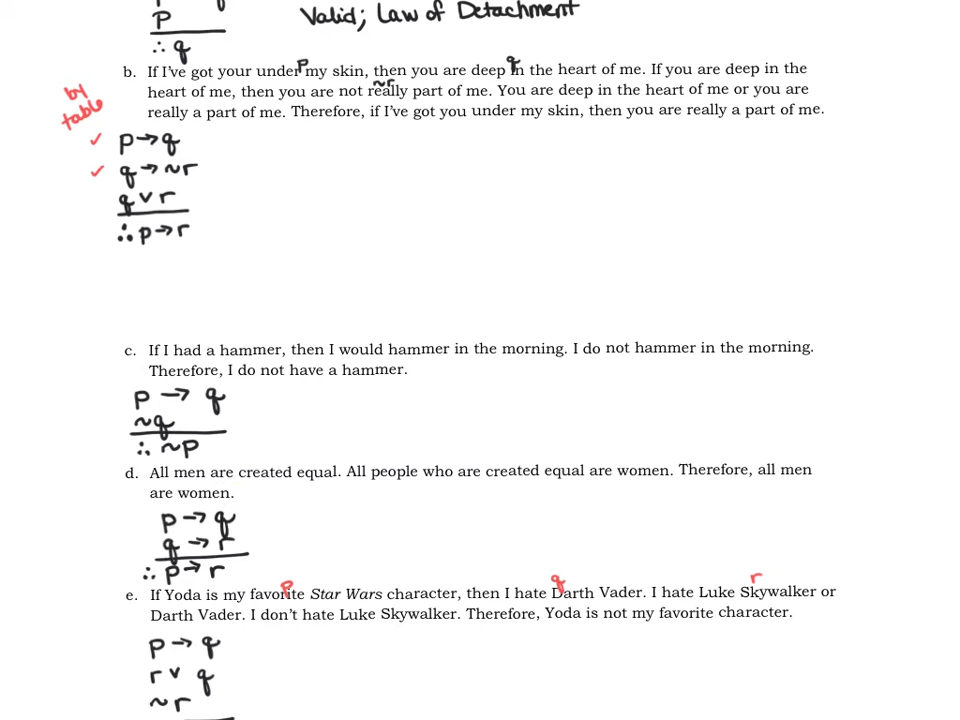 P
∴ q
Valid; Law of Detachment
b. If I've got your under my skin, then you are deep in the heart of me. If you are deep in the
heart of me, then you are not really part of me. You are deep in the heart of me or you are
really a part of me. Therefore, if I've got you under my skin, then you are really a part of me.
p
q
~r
by
table
✓ p → q
✓ q → ~r
q ∨ r
∴ p → r
c. If I had a hammer, then I would hammer in the morning. I do not hammer in the morning.
Therefore, I do not have a hammer.
p → q
~q
∴ ~p
d. All men are created equal. All people who are created equal are women. Therefore, all men
are women.
p → q
q → r
∴ p → r
p
q
r
e. If Yoda is my favorite Star Wars character, then I hate Darth Vader. I hate Luke Skywalker or
Darth Vader. I don't hate Luke Skywalker. Therefore, Yoda is not my favorite character.
p → q
r ∨ q
~r